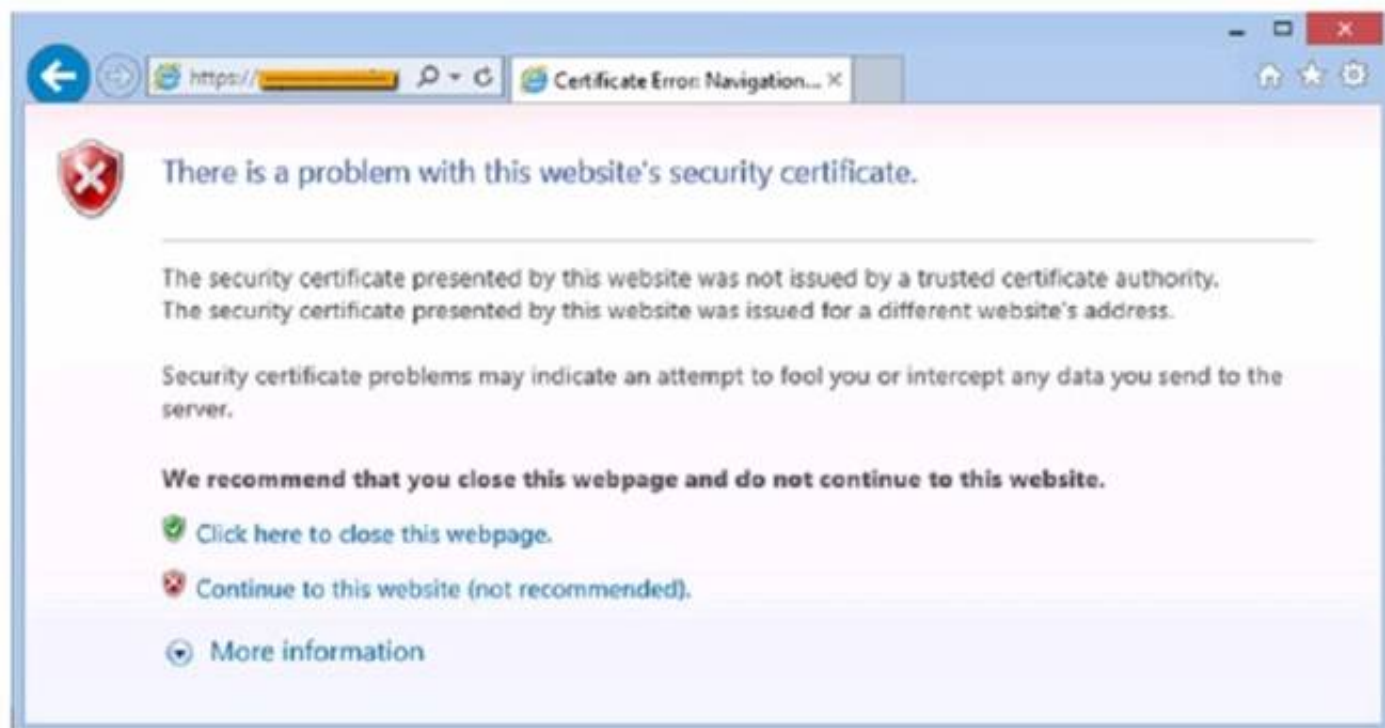 https://
Certificate Error: Navigation...
There is a problem with this website's security certificate.
The security certificate presented by this website was not issued by a trusted certificate authority.
The security certificate presented by this website was issued for a different website's address.
Security certificate problems may indicate an attempt to fool you or intercept any data you send to the
server.
We recommend that you close this webpage and do not continue to this website.
Click here to close this webpage.
Continue to this website (not recommended).
More information